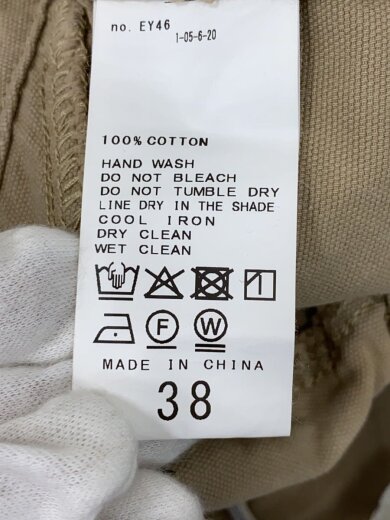 no. EY46
1-05-6-20
100% COTTON
HAND WASH
DO NOT BLEACH
DO NOT TUMBLE DRY
LINE DRY IN THE SHADE
COOL IRON
DRY CLEAN
WET CLEAN
F W
MADE IN CHINA
38